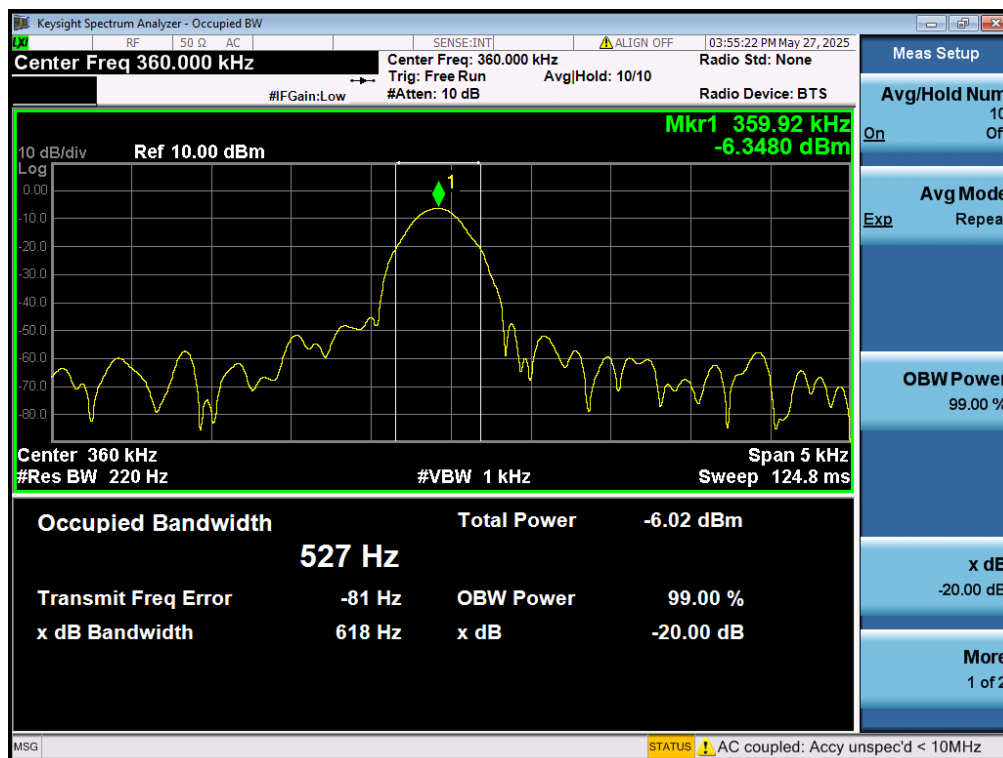 Keysight Spectrum Analyzer - Occupied BW
LXI RF 50 Ω AC SENSE:INT ALIGN OFF 03:55:22 PM May 27, 2025
Center Freq 360.000 kHz
Center Freq: 360.000 kHz Radio Std: None
Trig: Free Run Avg|Hold: 10/10
#IFGain:Low #Atten: 10 dB Radio Device: BTS
Mkr1 359.92 kHz
-6.3480 dBm
10 dB/div Ref 10.00 dBm
Log
1
0.00
-10.0
-20.0
-30.0
-40.0
-50.0
-60.0
-70.0
-80.0
Center 360 kHz Span 5 kHz
#Res BW 220 Hz #VBW 1 kHz Sweep 124.8 ms
Occupied Bandwidth Total Power -6.02 dBm
527 Hz
Transmit Freq Error -81 Hz OBW Power 99.00 %
x dB Bandwidth 618 Hz x dB -20.00 dB
Meas Setup
Avg/Hold Num
10
On Of
Avg Mode
Exp Repea
OBW Power
99.00 %
x dB
-20.00 dB
More
1 of 2
MSG STATUS AC coupled: Accy unspec'd < 10MHz